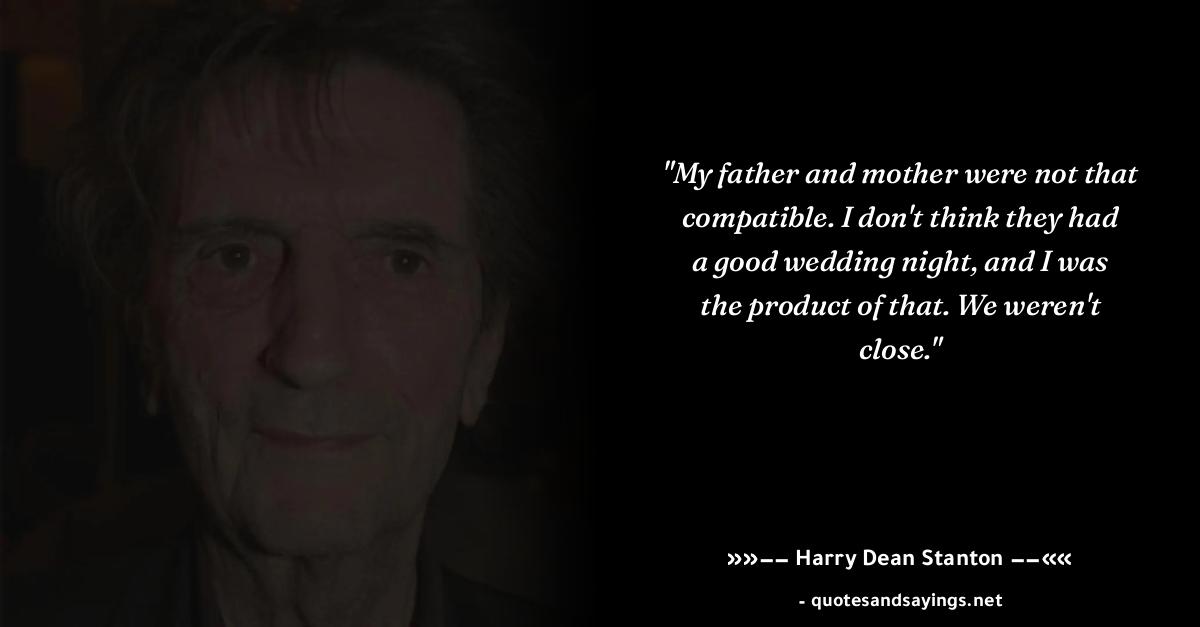 "My father and mother were not that
compatible. I don't think they had
a good wedding night, and I was
the product of that. We weren't
close."
»»−− Harry Dean Stanton −−««
- quotesandsayings.net